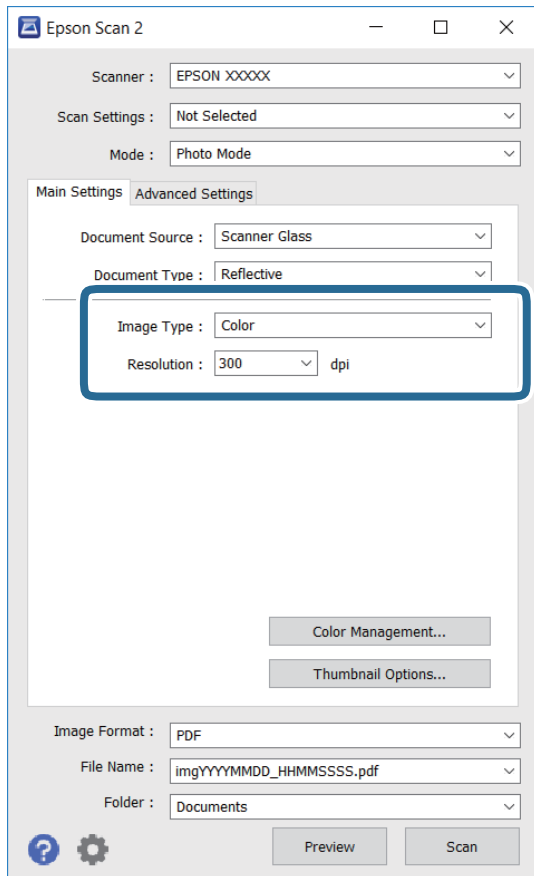 Epson Scan 2
Scanner : EPSON XXXXX
Scan Settings : Not Selected
Mode : Photo Mode
Main Settings Advanced Settings
Document Source : Scanner Glass
Document Type : Reflective
Image Type : Color
Resolution : 300 dpi
Color Management...
Thumbnail Options...
Image Format : PDF
File Name : imgYYYYMMDD_HHMMSSSS.pdf
Folder : Documents
? Preview Scan